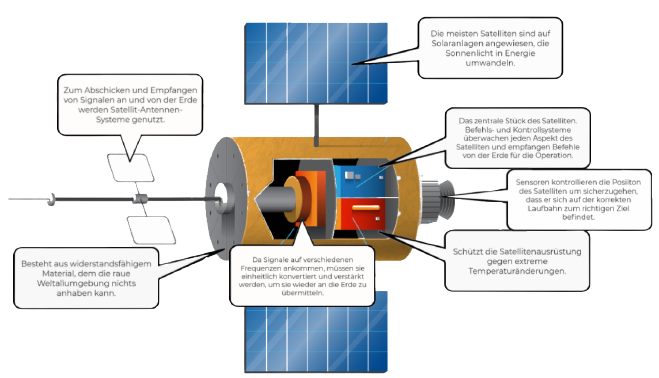 Die meisten Satelliten sind auf
Solaranlagen angewiesen, die
Sonnenlicht in Energie
umwandeln.
Zum Abschicken und Empfangen
von Signalen an und von der Erde
werden Satellit-Antennen-
Systeme genutzt.
Das zentrale Stück des Satelliten.
Befehls- und Kontrollsysteme
überwachen jeden Aspekt des
Satelliten und empfangen Befehle
von der Erde für die Operation.
Sensoren kontrollieren die Posiiton
des Satelliten um sicherzugehen,
dass er sich auf der korrekten
Laufbahn zum richtigen Ziel
befindet.
Besteht aus widerstandsfähigem
Material, dem die raue
Weltallumgebung nichts
anhaben kann.
Da Signale auf verschiedenen
Frequenzen ankommen, müssen sie
einheitlich konvertiert und verstärkt
werden, um sie wieder an die Erde zu
übermitteln.
Schützt die Satellitenausrüstung
gegen extreme
Temperaturänderungen.